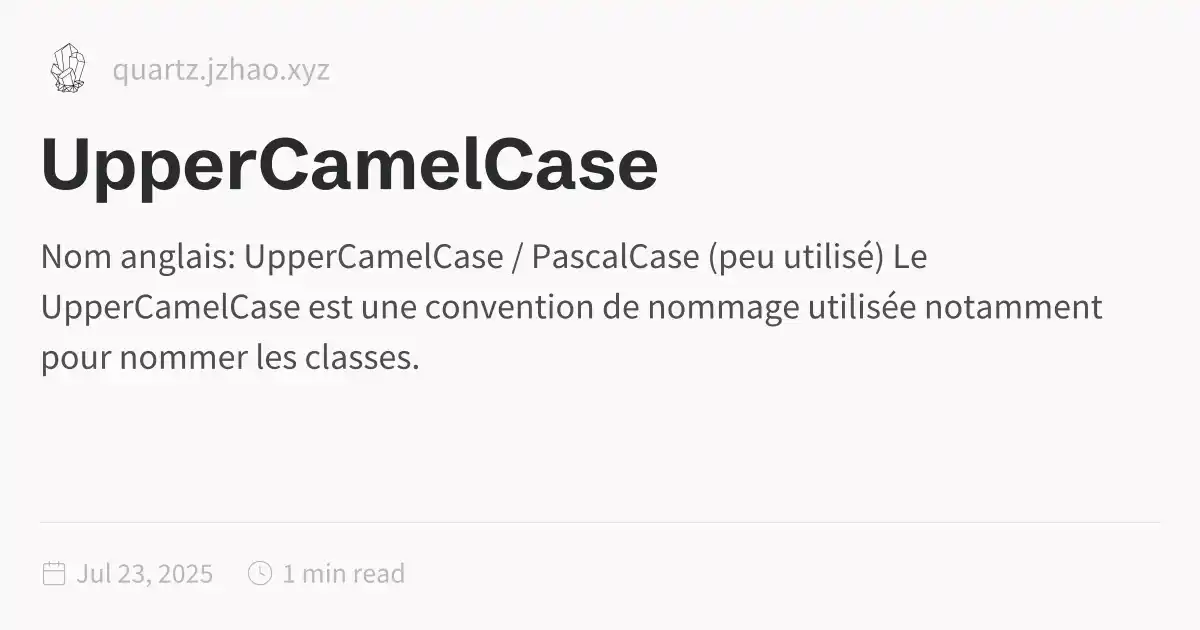 quartz.jzhao.xyz
UpperCamelCase
Nom anglais: UpperCamelCase / PascalCase (peu utilisé) Le
UpperCamelCase est une convention de nommage utilisée notamment
pour nommer les classes.
Jul 23, 2025 1 min read